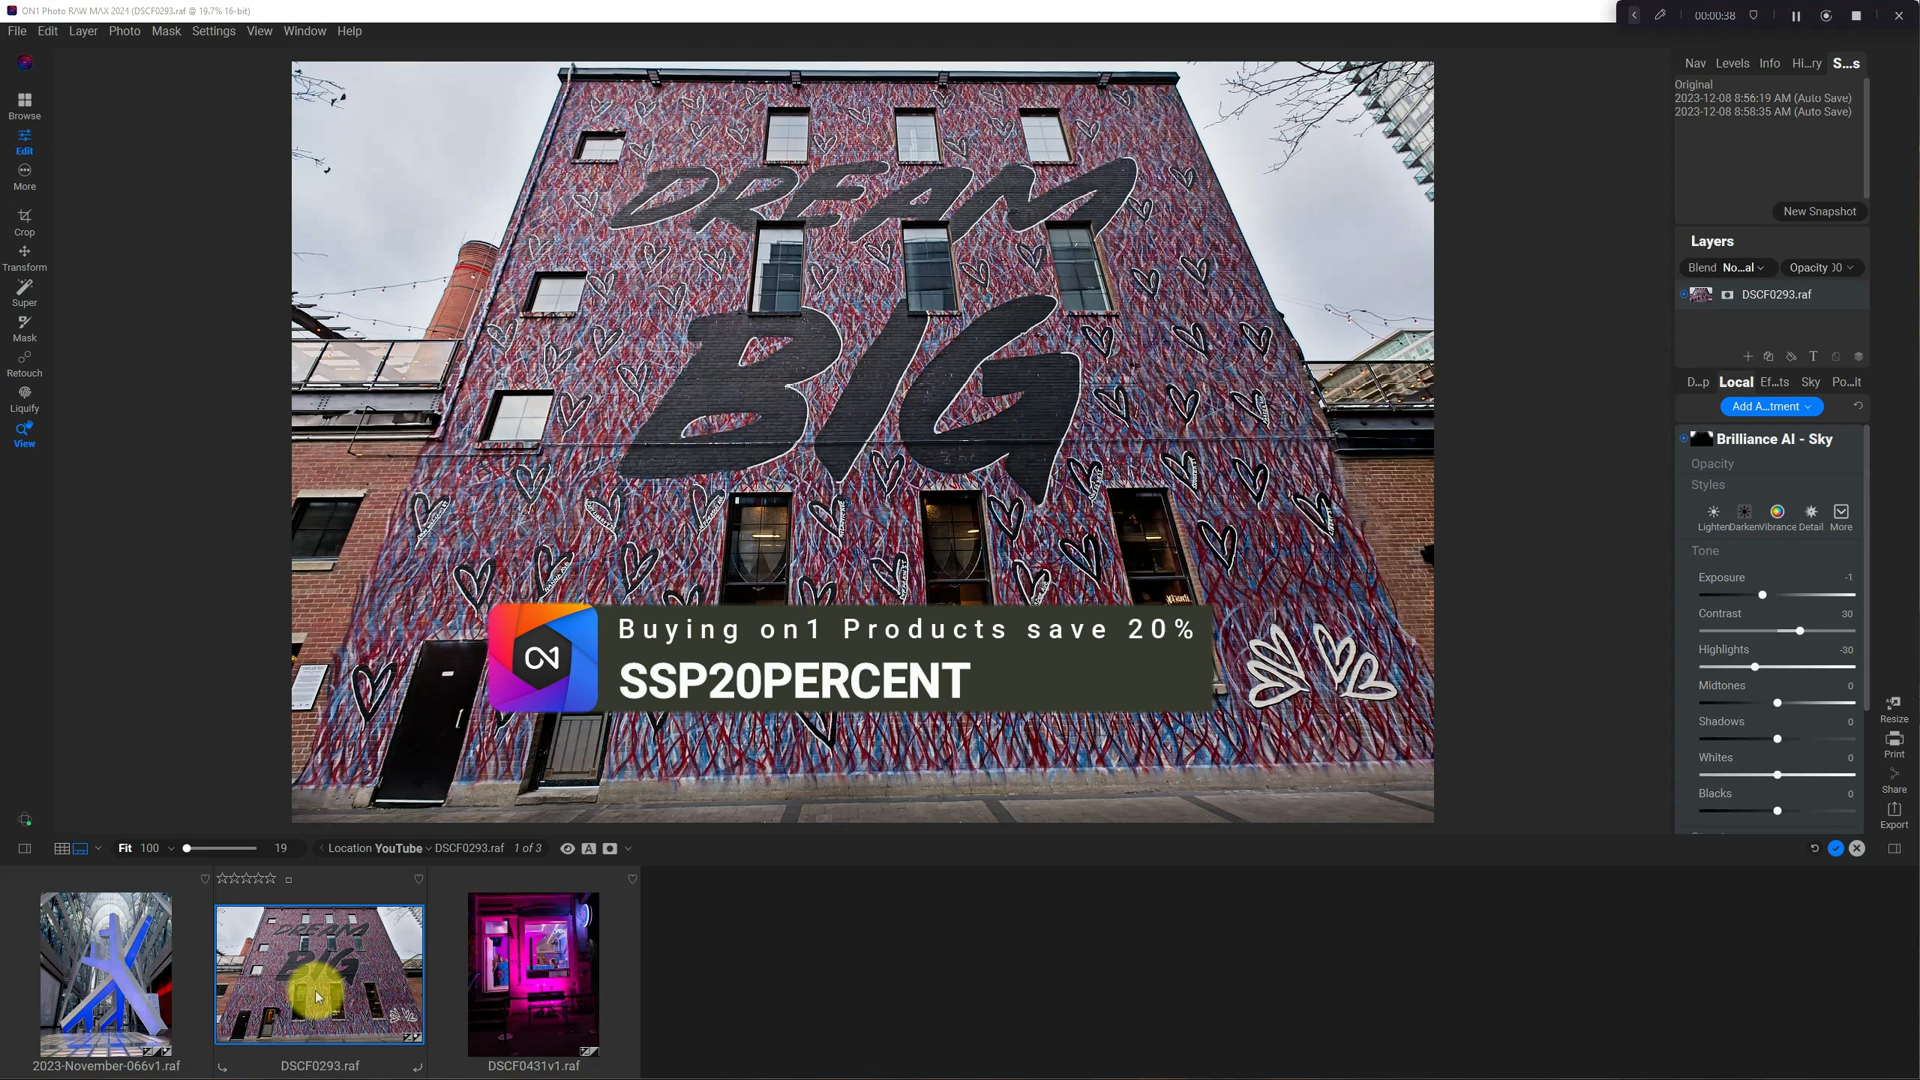 ON1 Photo RAW MAX 2024 (DSCF0293.raf @ 19.7% 16-bit)
00:00:38
File Edit Layer Photo Mask Settings View Window Help
Browse
Edit
More
Crop
Transform
Super
Mask
Retouch
Liquify
View
DREAM
BIG
Buying on1 Products save 20%
SSP20PERCENT
Nav Levels Info Hi...ry S...s
Original
2023-12-08 8:56:19 AM (Auto Save)
2023-12-08 8:58:35 AM (Auto Save)
New Snapshot
Layers
Blend No...al Opacity
DSCF0293.raf
D...p Local Ef...ts Sky Po...it
Add A...tment
Brilliance AI - Sky
Opacity
Styles
Lighten Darken Vibrance Detail More
Tone
Exposure -1
Contrast 30
Highlights -30
Midtones 0
Shadows 0
Whites 0
Blacks 0
Resize
Print
Share
Export
Fit 100 19 Location YouTube DSCF0293.raf 1 of 3
DREAM
BIG
2023-November-066v1.raf DSCF0293.raf DSCF0431v1.raf